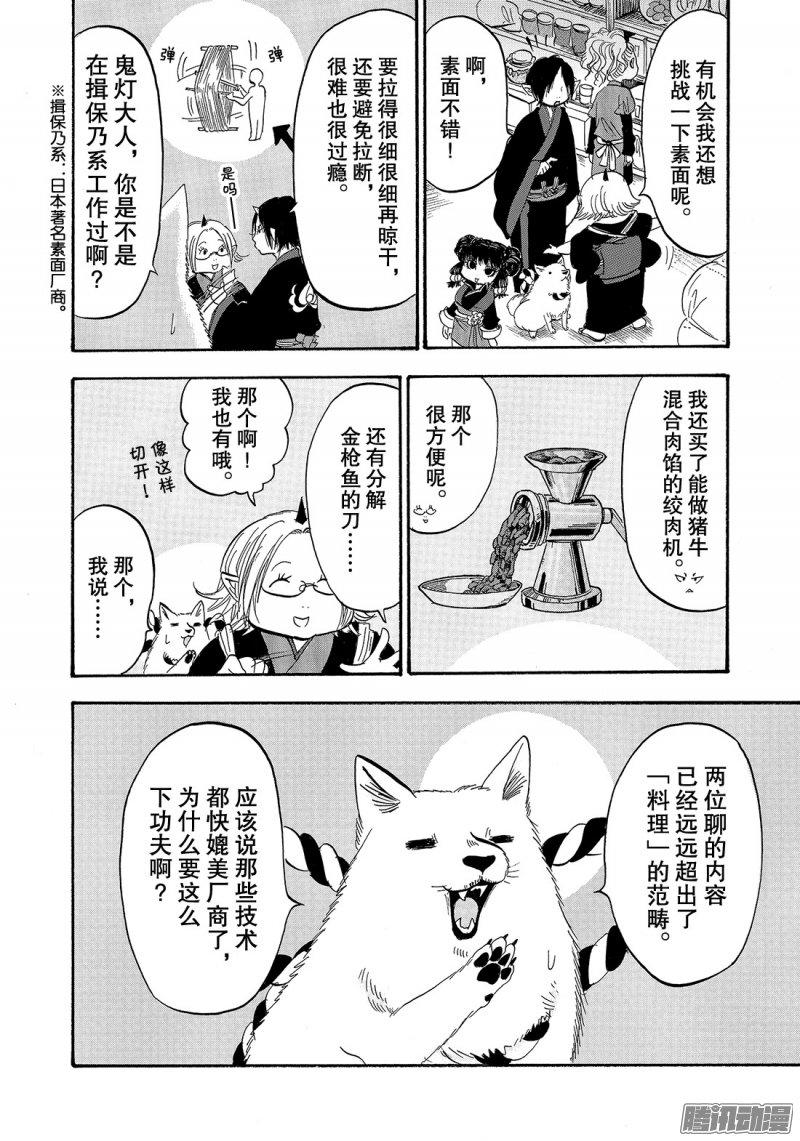 有机会我还想
挑战一下素面呢。
啊，
素面不错！
要拉得很细很细再晾干，
还要避免拉断，
很难也很过瘾。
弹
弹
鬼灯大人，你是不是
在揖保乃系工作过啊？
是吗
※揖保乃系：日本著名素面厂商。
我还买了能做猪牛
混合肉馅的绞肉机。
那个
很方便呢。
还有分解
金枪鱼的刀……
那个啊！
我也有哦。
像这样
切开！
那个，
我说……
两位聊的内容
已经远远超出了
「料理」的范畴。
应该说那些技术
都快媲美厂商了，
为什么要这么
下功夫啊？
腾讯动漫